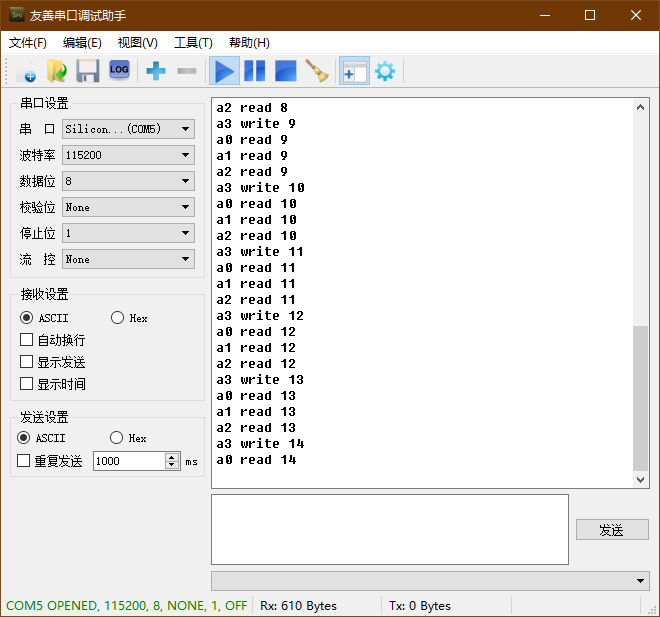 友善串口调试助手
文件(F) 编辑(E) 视图(V) 工具(T) 帮助(H)
LOG
串口设置
串 口 Silicon...(COM5)
波特率 115200
数据位 8
校验位 None
停止位 1
流 控 None
接收设置
ASCII Hex
自动换行
显示发送
显示时间
发送设置
ASCII Hex
重复发送 1000 ms
a2 read 8
a3 write 9
a0 read 9
a1 read 9
a2 read 9
a3 write 10
a0 read 10
a1 read 10
a2 read 10
a3 write 11
a0 read 11
a1 read 11
a2 read 11
a3 write 12
a0 read 12
a1 read 12
a2 read 12
a3 write 13
a0 read 13
a1 read 13
a2 read 13
a3 write 14
a0 read 14
发送
COM5 OPENED, 115200, 8, NONE, 1, OFF Rx: 610 Bytes Tx: 0 Bytes